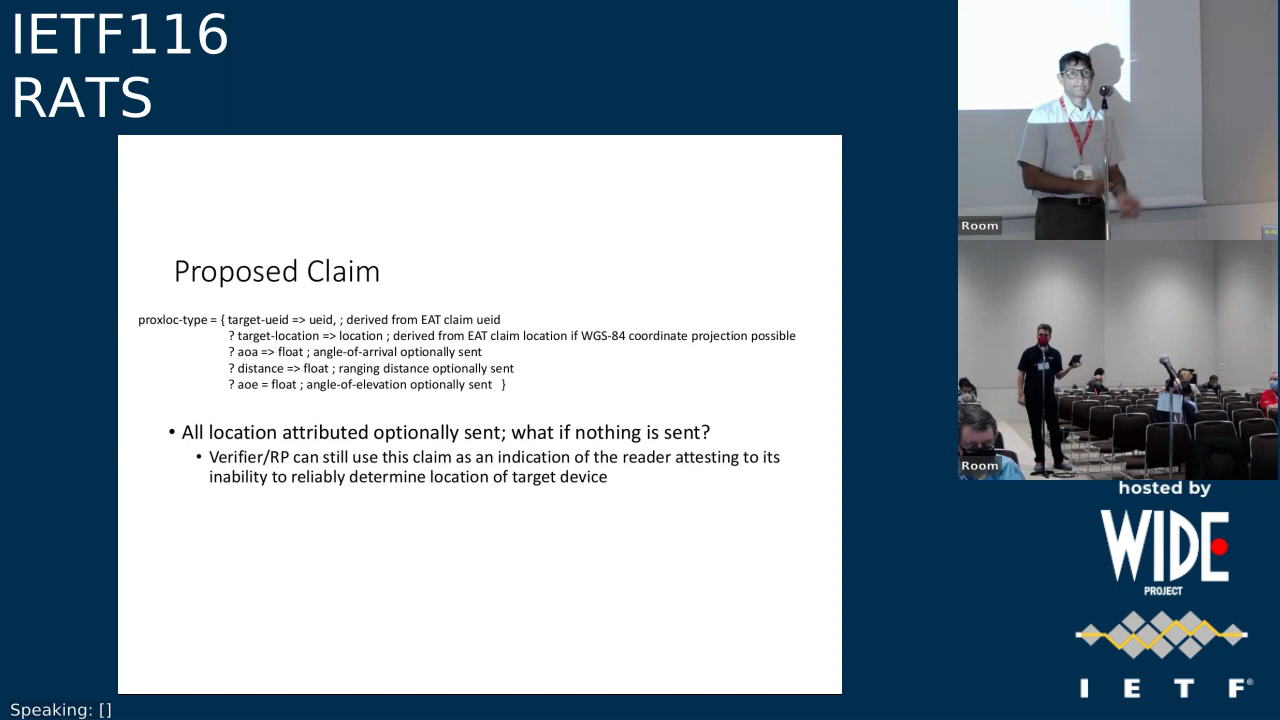 IETF116
RATS
Proposed Claim
proxloc-type = { target-ueid => ueid, ; derived from EAT claim ueid
? target-location => location ; derived from EAT claim location if WGS-84 coordinate projection possible
? aoa => float ; angle-of-arrival optionally sent
? distance => float ; ranging distance optionally sent
? aoe = float ; angle-of-elevation optionally sent }
• All location attributed optionally sent; what if nothing is sent?
• Verifier/RP can still use this claim as an indication of the reader attesting to its
inability to reliably determine location of target device
Room
Room
hosted by
WIDE
PROJECT
I E T F®
Speaking: []